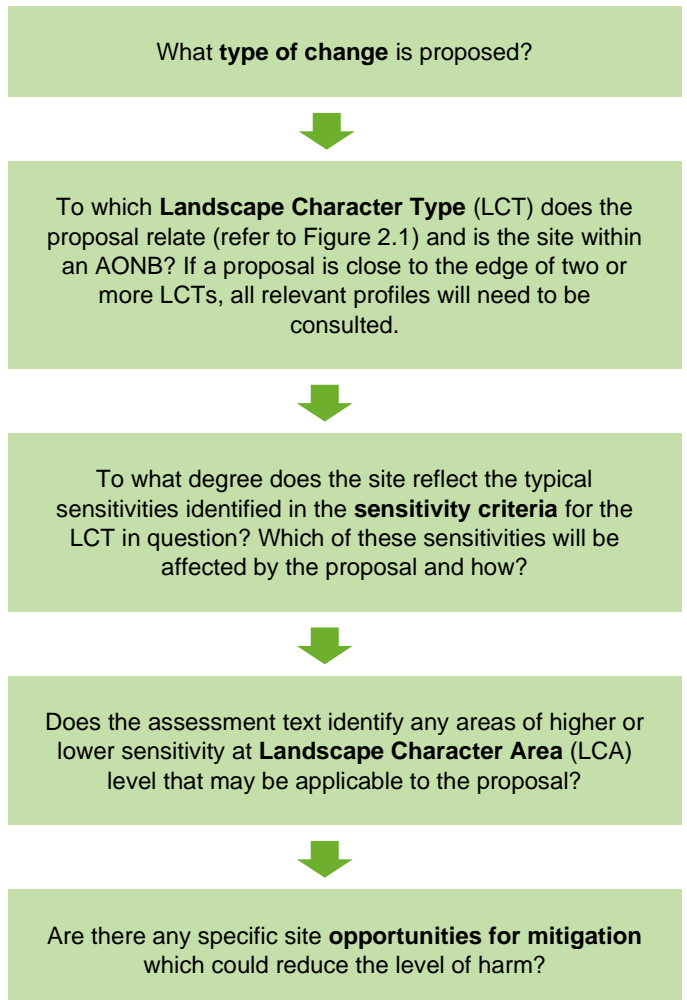 What type of change is proposed?
To which Landscape Character Type (LCT) does the
proposal relate (refer to Figure 2.1) and is the site within
an AONB? If a proposal is close to the edge of two or
more LCTs, all relevant profiles will need to be
consulted.
To what degree does the site reflect the typical
sensitivities identified in the sensitivity criteria for the
LCT in question? Which of these sensitivities will be
affected by the proposal and how?
Does the assessment text identify any areas of higher or
lower sensitivity at Landscape Character Area (LCA)
level that may be applicable to the proposal?
Are there any specific site opportunities for mitigation
which could reduce the level of harm?